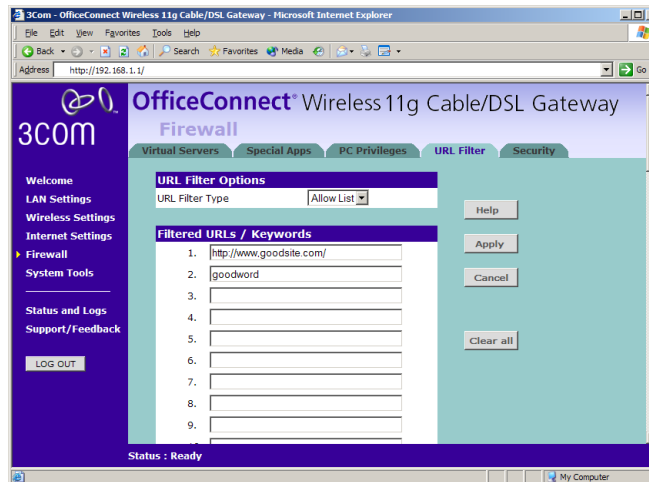 3Com - OfficeConnect Wireless 11g Cable/DSL Gateway - Microsoft Internet Explorer
File Edit View Favorites Tools Help
Back Search Favorites Media
Address http://192.168.1.1/ Go
3COM
OfficeConnect® Wireless 11g Cable/DSL Gateway
Firewall
Virtual Servers Special Apps PC Privileges URL Filter Security
Welcome
LAN Settings
Wireless Settings
Internet Settings
Firewall
System Tools
Status and Logs
Support/Feedback
LOG OUT
URL Filter Options
URL Filter Type Allow List
Filtered URLs / Keywords
1. http://www.goodsite.com/
2. goodword
3.
4.
5.
6.
7.
8.
9.
Help
Apply
Cancel
Clear all
Status : Ready
My Computer